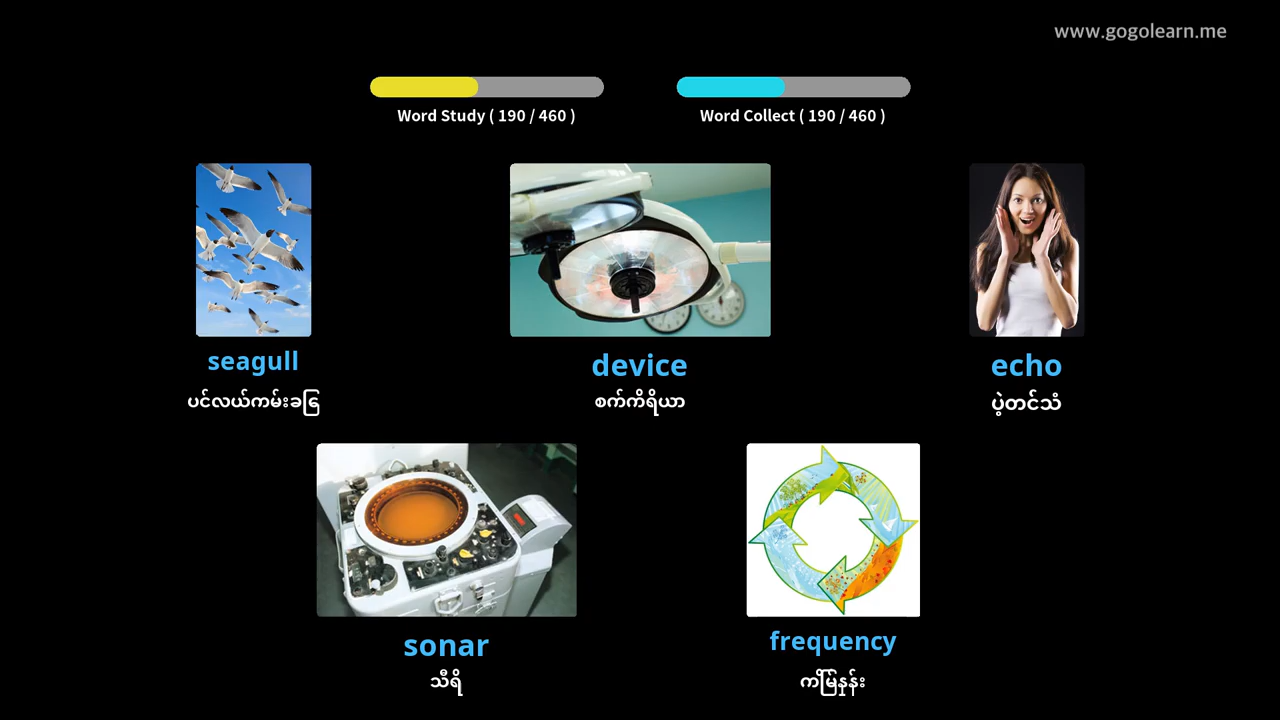 www.gogolearn.me
Word Study ( 190 / 460 )
Word Collect ( 190 / 460 )
seagull
ပင်လယ်ကမ်းခြေ
device
စက်ကိရိယာ
echo
ပဲ့တင်သံ
sonar
သီရိ
frequency
ကြိမ်နှုန်း